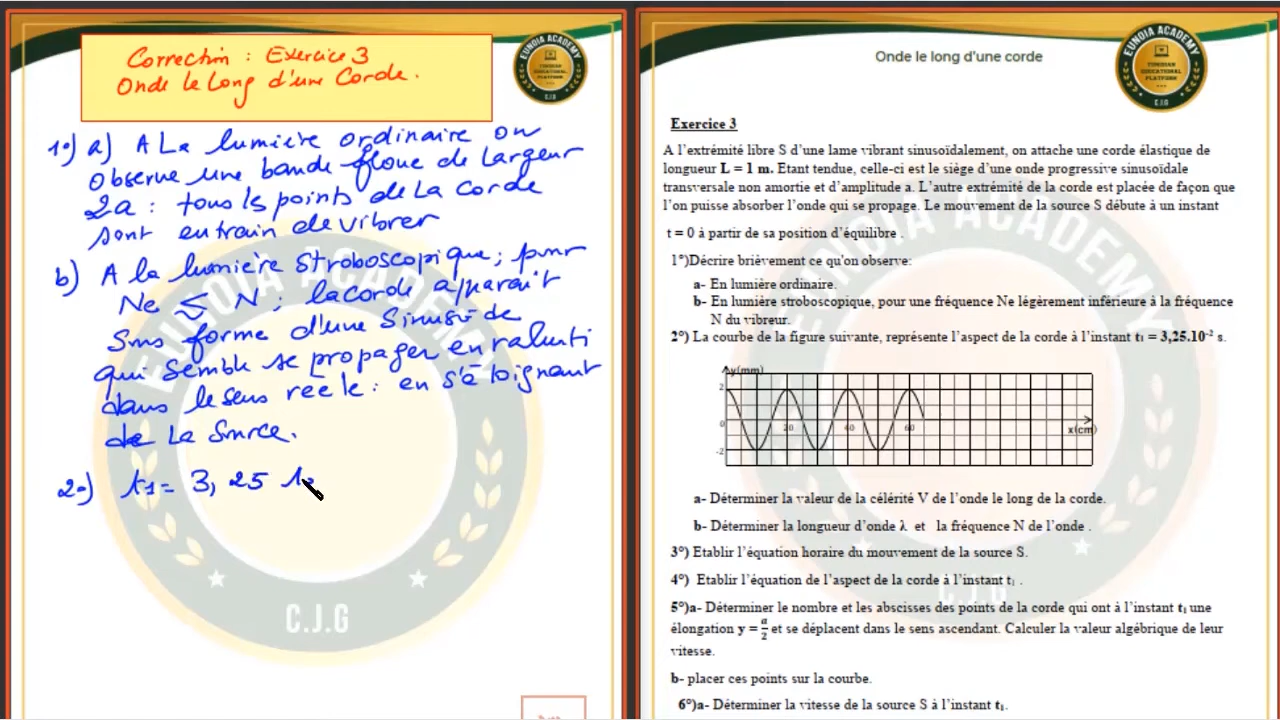 Correction : Exercice 3
Onde le Long d'une Corde.
1°) a) A La lumière ordinaire on
observe une bande floue de largeur
2a : tous ls points de La corde
sont entrain de vibrer
b) A la lumière stroboscopique; pour
Ne ≤ N ; la corde apparaît
sous forme d'une Sinusoïde
qui semble se propager en ralenti
dans le sens réele : en s'éloignant
de La Source.
2°) t1 = 3, 25 10
C.J.G
EUNOIA ACADEMY
TUNISIAN
EDUCATIONAL
PLATFORM
C.J.G
Onde le long d'une corde
EUNOIA ACADEMY
TUNISIAN
EDUCATIONAL
PLATFORM
C.J.G
Exercice 3
A l'extrémité libre S d'une lame vibrant sinusoïdalement, on attache une corde élastique de
longueur L = 1 m. Etant tendue, celle-ci est le siège d'une onde progressive sinusoïdale
transversale non amortie et d'amplitude a. L'autre extrémité de la corde est placée de façon que
l'on puisse absorber l'onde qui se propage. Le mouvement de la source S débute à un instant
t = 0 à partir de sa position d'équilibre .
1°)Décrire brièvement ce qu'on observe:
a- En lumière ordinaire.
b- En lumière stroboscopique, pour une fréquence Ne légèrement inférieure à la fréquence
N du vibreur.
2°) La courbe de la figure suivante, représente l'aspect de la corde à l'instant t₁ = 3,25.10⁻² s.
y(mm)
2
0
-2
20
40
60
x(cm)
a- Déterminer la valeur de la célérité V de l'onde le long de la corde.
b- Déterminer la longueur d'onde λ et la fréquence N de l'onde .
3°) Etablir l'équation horaire du mouvement de la source S.
4°) Etablir l'équation de l'aspect de la corde à l'instant t₁ .
5°)a- Déterminer le nombre et les abscisses des points de la corde qui ont à l'instant t₁ une
élongation y = a/2 et se déplacent dans le sens ascendant. Calculer la valeur algébrique de leur
vitesse.
b- placer ces points sur la courbe.
6°)a- Déterminer la vitesse de la source S à l'instant t₁.
C.J.G